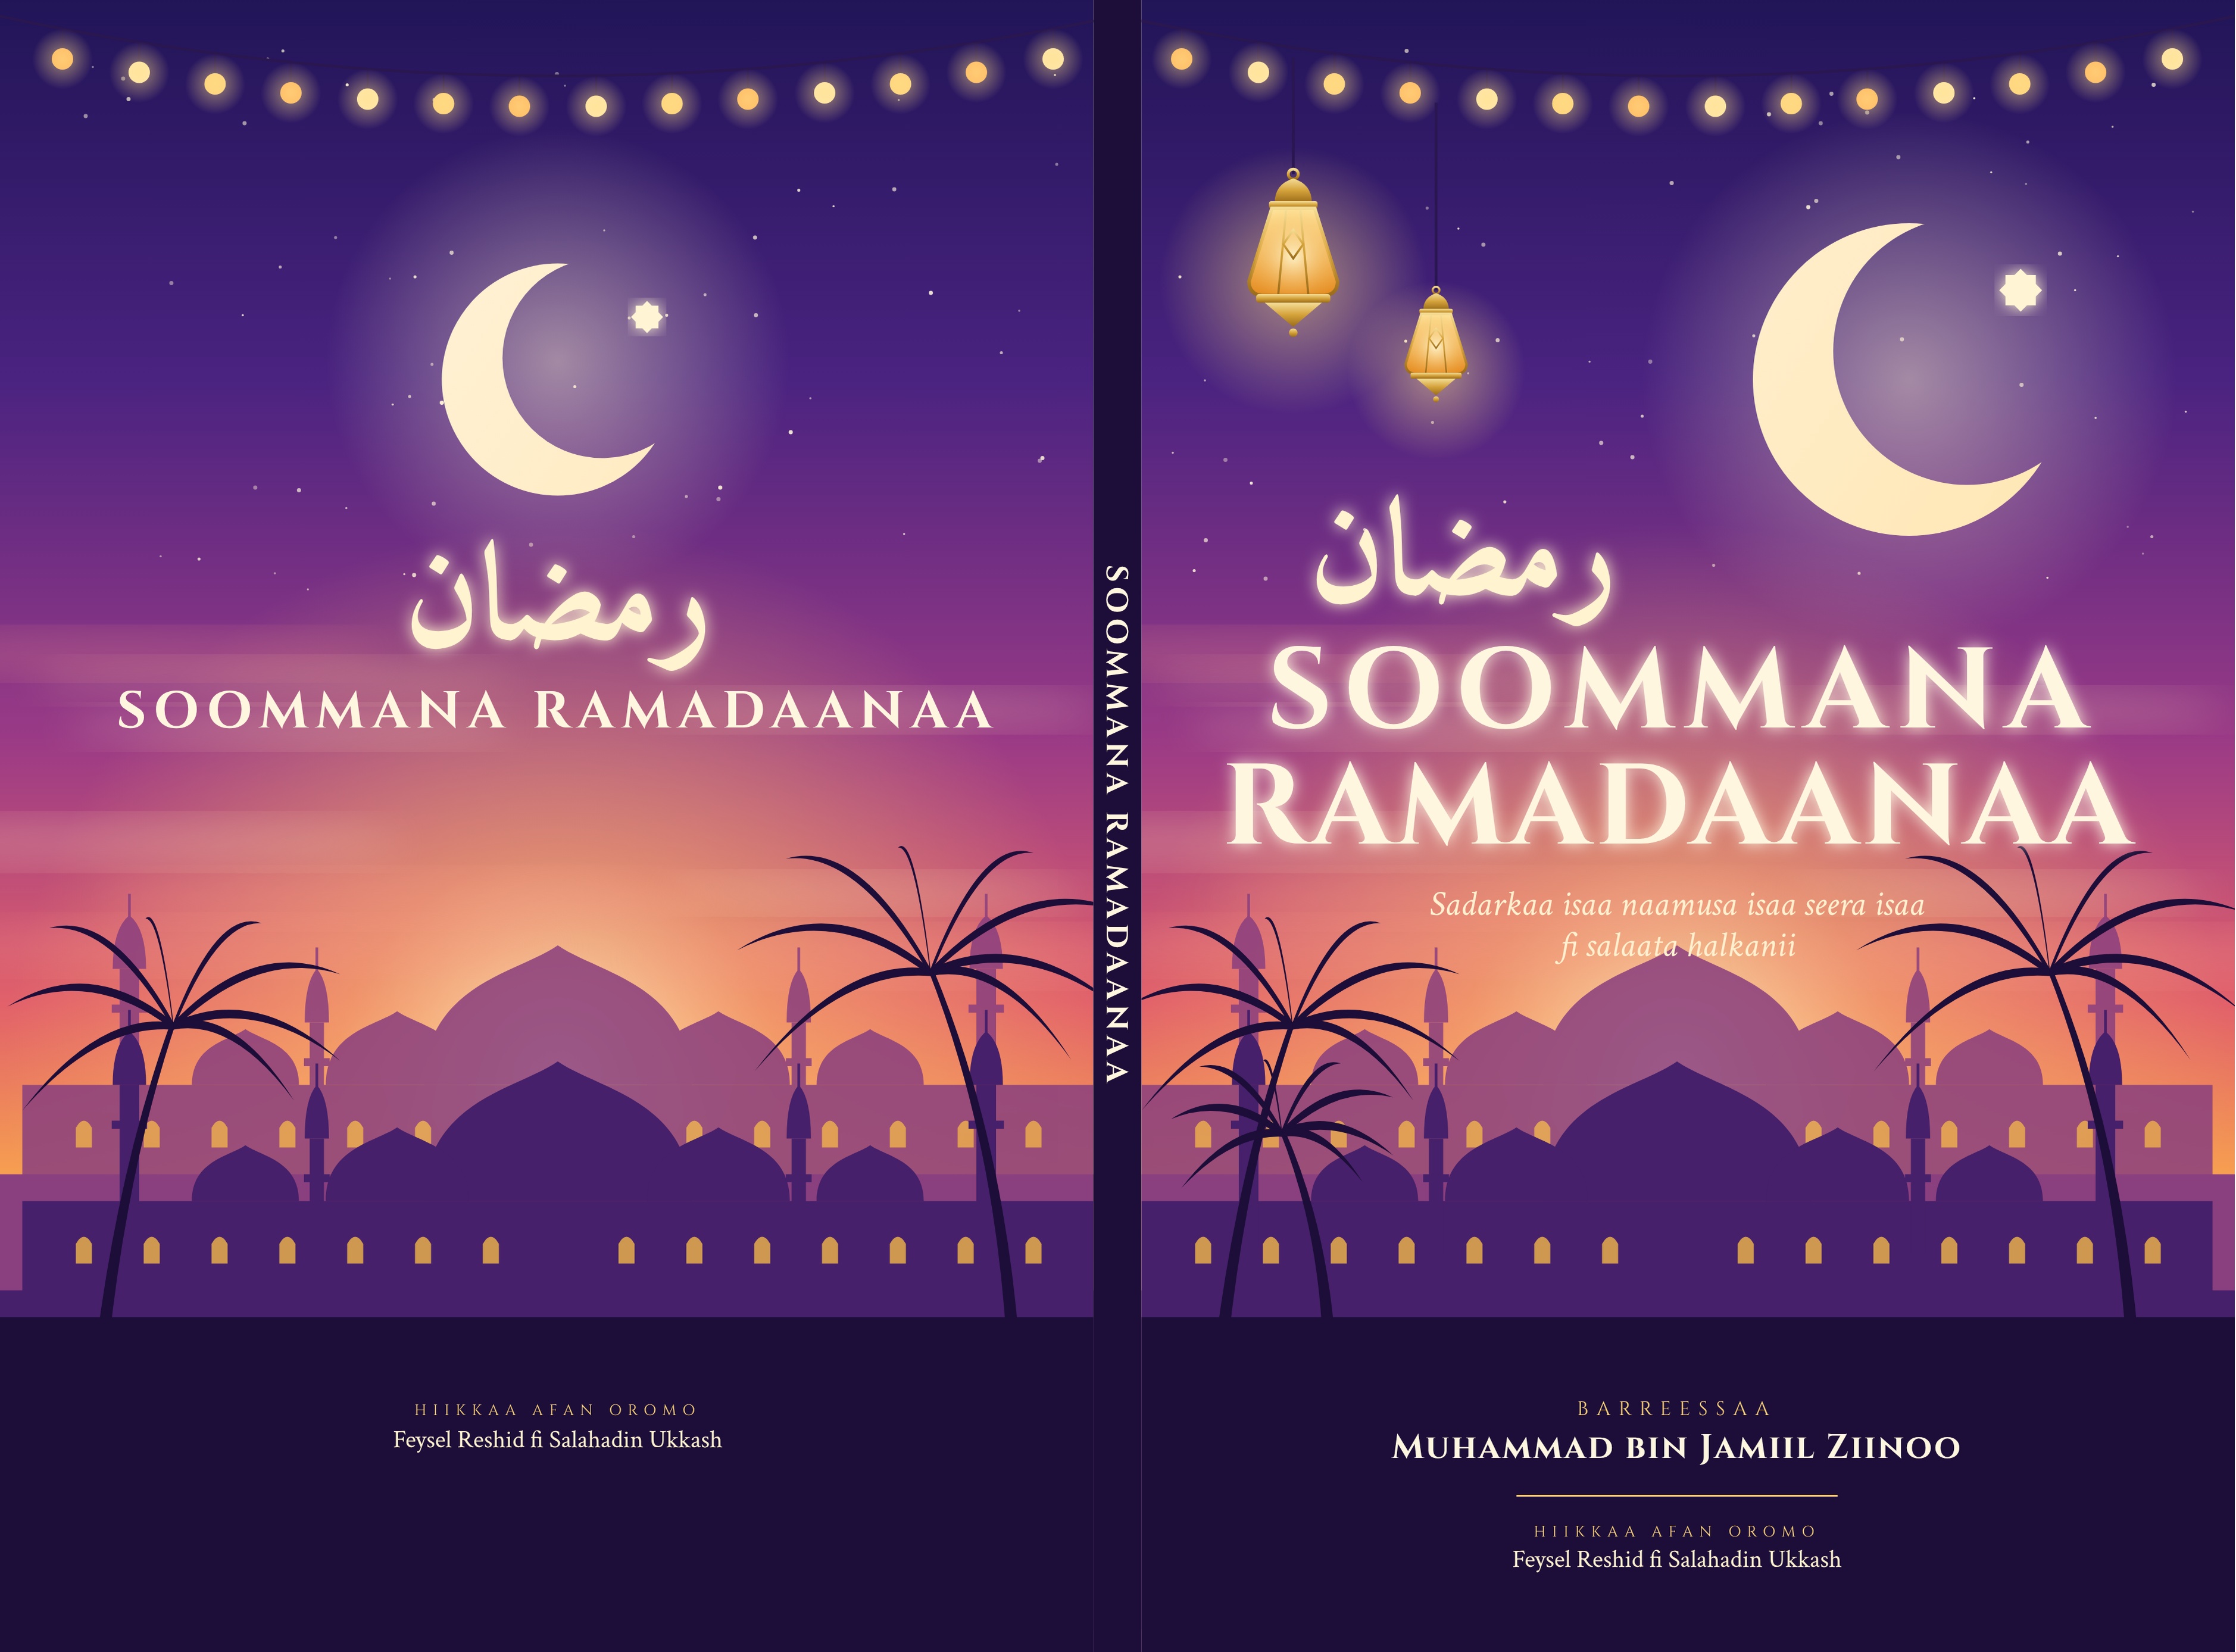 رمضان
SOOMMANA RAMADAANAA
HIIKKAA AFAN OROMO
Feysel Reshid fi Salahadin Ukkash
SOOMMANA RAMADAANAA
رمضان
SOOMMANA
RAMADAANAA
Sadarkaa isaa naamusa isaa seera isaa
fi salaata halkanii
BARREESSAA
MUHAMMAD BIN JAMIIL ZIINOO
HIIKKAA AFAN OROMO
Feysel Reshid fi Salahadin Ukkash